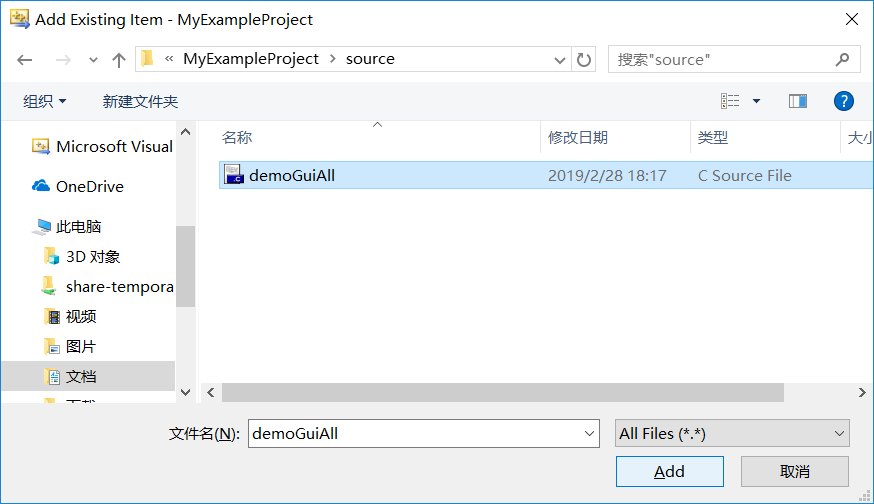 Add Existing Item - MyExampleProject
« MyExampleProject > source
搜索"source"
组织
新建文件夹
?
名称
修改日期
类型
大小
Microsoft Visual
OneDrive
此电脑
3D 对象
share-tempora
视频
图片
文档
demoGuiAll
2019/2/28 18:17
C Source File
文件名(N):
demoGuiAll
All Files (*.*)
Add
取消